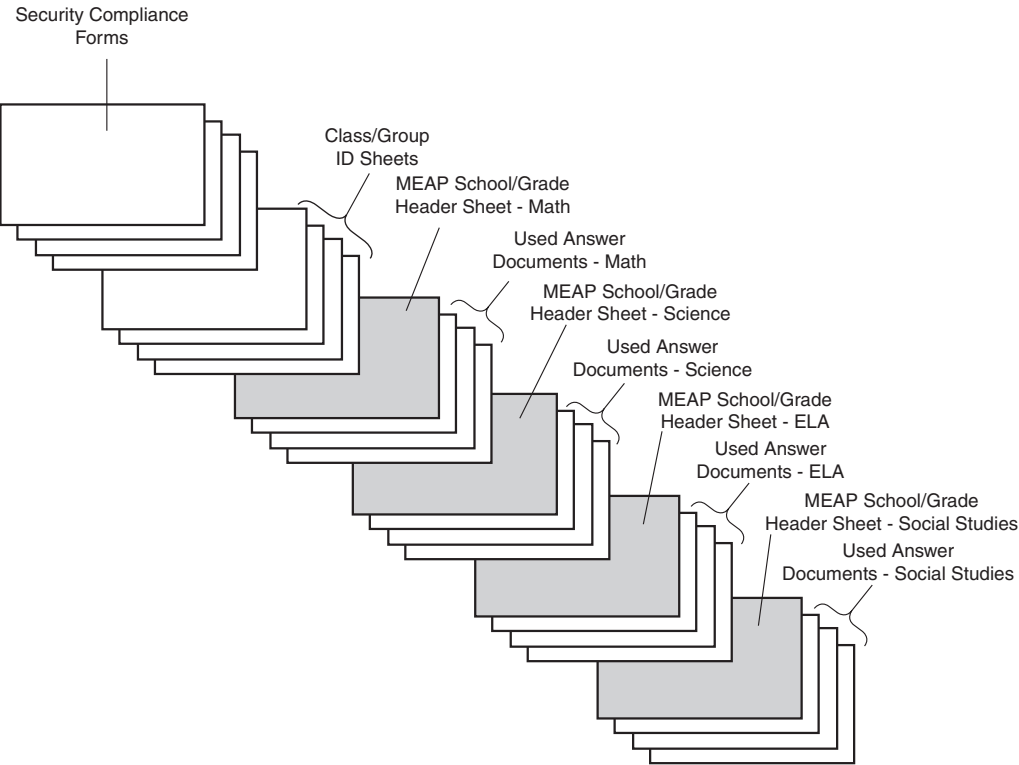 Security Compliance
Forms
Class/Group
ID Sheets
MEAP School/Grade
Header Sheet - Math
Used Answer
Documents - Math
MEAP School/Grade
Header Sheet - Science
Used Answer
Documents - Science
MEAP School/Grade
Header Sheet - ELA
Used Answer
Documents - ELA
MEAP School/Grade
Header Sheet - Social Studies
Used Answer
Documents - Social Studies